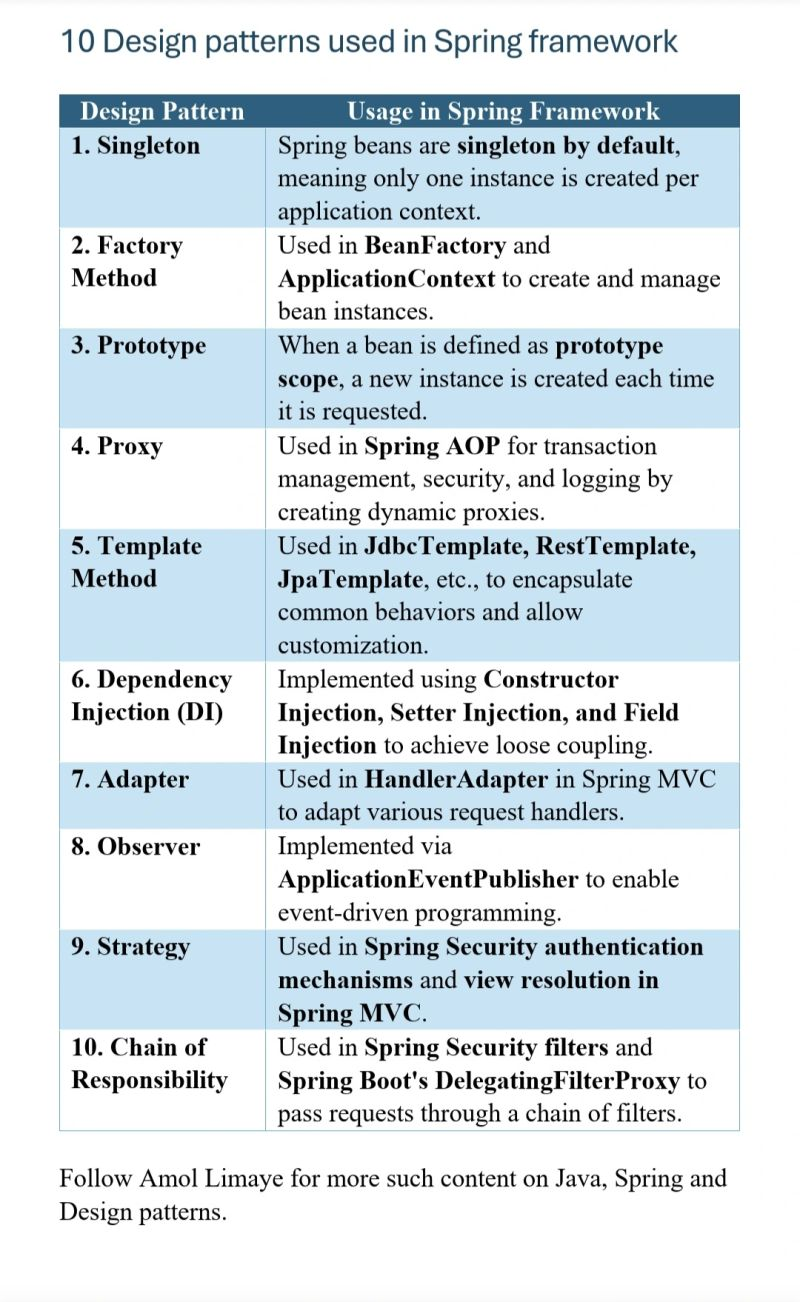 10 Design patterns used in Spring framework
Design Pattern Usage in Spring Framework
1. Singleton Spring beans are singleton by default,
meaning only one instance is created per
application context.
2. Factory Used in BeanFactory and
Method ApplicationContext to create and manage
bean instances.
3. Prototype When a bean is defined as prototype
scope, a new instance is created each time
it is requested.
4. Proxy Used in Spring AOP for transaction
management, security, and logging by
creating dynamic proxies.
5. Template Used in JdbcTemplate, RestTemplate,
Method JpaTemplate, etc., to encapsulate
common behaviors and allow
customization.
6. Dependency Implemented using Constructor
Injection (DI) Injection, Setter Injection, and Field
Injection to achieve loose coupling.
7. Adapter Used in HandlerAdapter in Spring MVC
to adapt various request handlers.
8. Observer Implemented via
ApplicationEventPublisher to enable
event-driven programming.
9. Strategy Used in Spring Security authentication
mechanisms and view resolution in
Spring MVC.
10. Chain of Used in Spring Security filters and
Responsibility Spring Boot's DelegatingFilterProxy to
pass requests through a chain of filters.
Follow Amol Limaye for more such content on Java, Spring and
Design patterns.